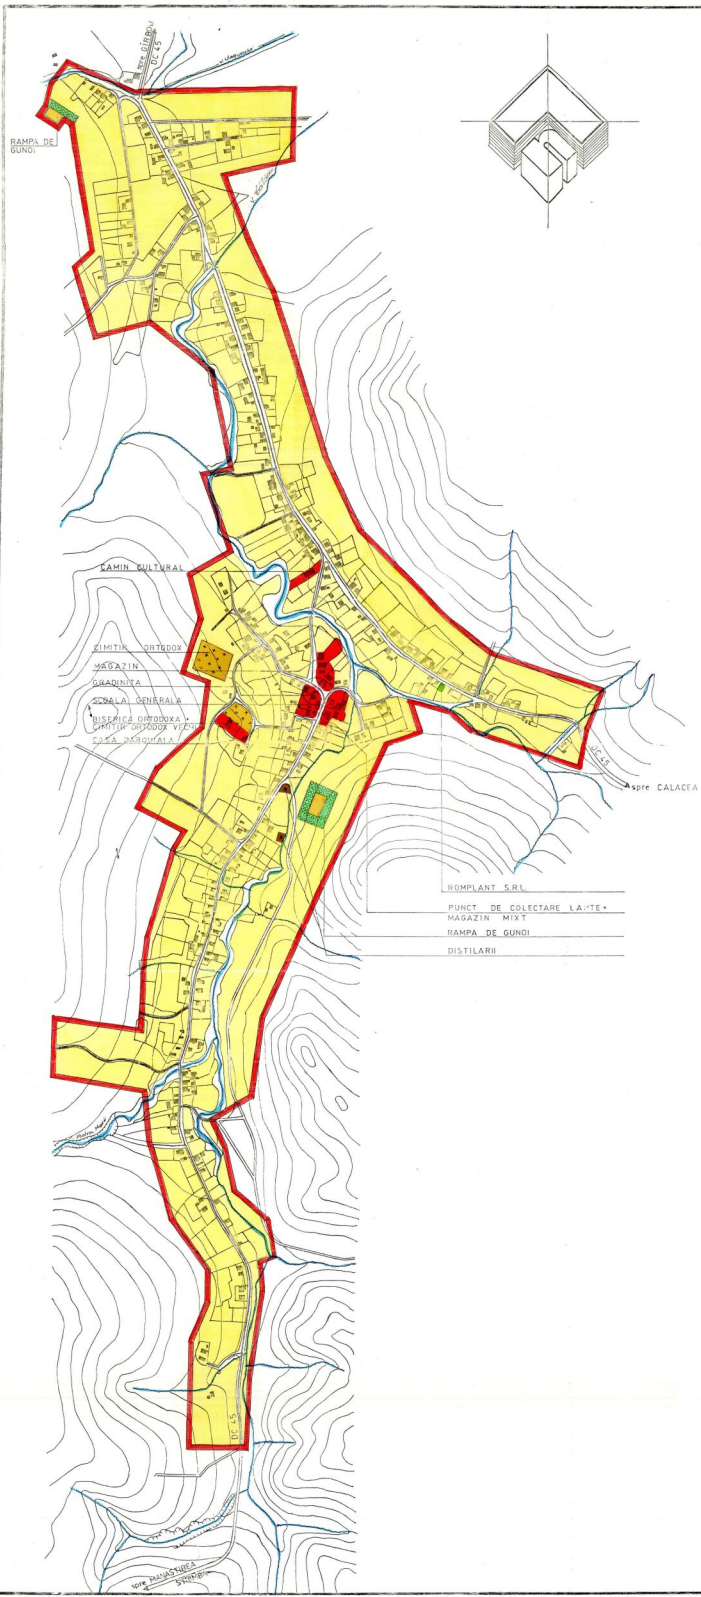 spre GIRBOU
DC 45
RAMPA DE
GUNOI
CAMIN CULTURAL
CIMITIR ORTODOX
MAGAZIN
GRADINITA
SCOALA GENERALA
BISERICA ORTODOXA +
CIMITIR ORTODOX VECHI
CASA PAROHIALA
DC 45
spre CALACEA
ROMPLANT S.R.L.
PUNCT DE COLECTARE LAPTE+
MAGAZIN MIXT
RAMPA DE GUNOI
DISTILARII
DC 45
spre MANASTIREA
STRIMBA